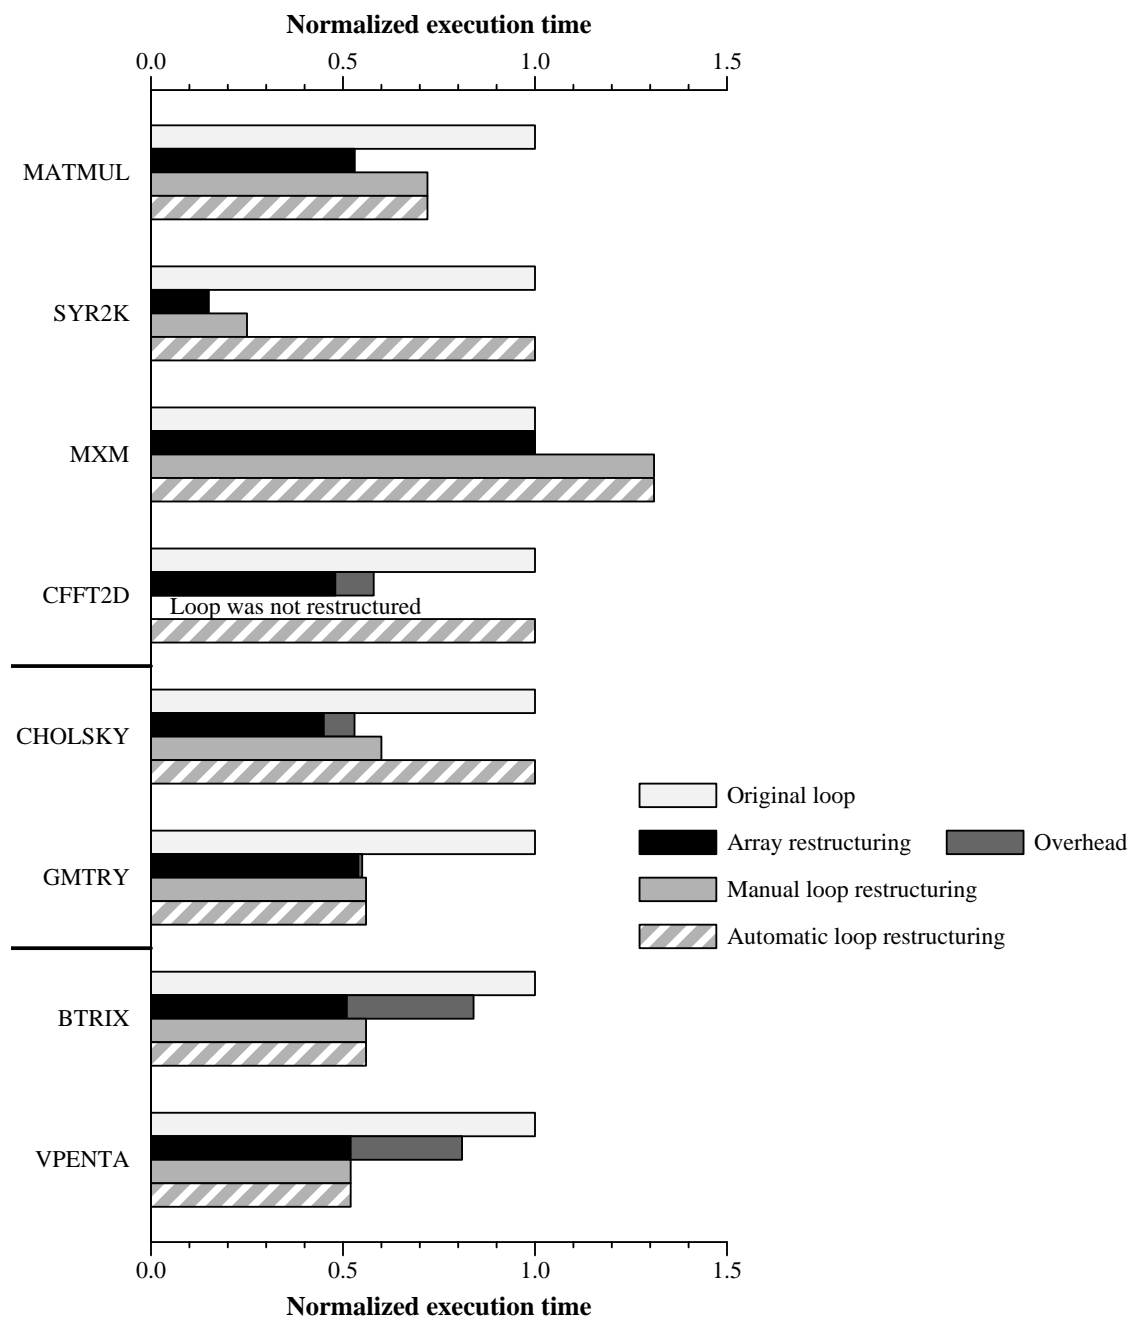 Normalized execution time
0.0 0.5 1.0 1.5
MATMUL
SYR2K
MXM
CFFT2D
Loop was not restructured
CHOLSKY
GMTRY
BTRIX
VPENTA
Original loop
Array restructuring Overhead
Manual loop restructuring
Automatic loop restructuring
0.0 0.5 1.0 1.5
Normalized execution time